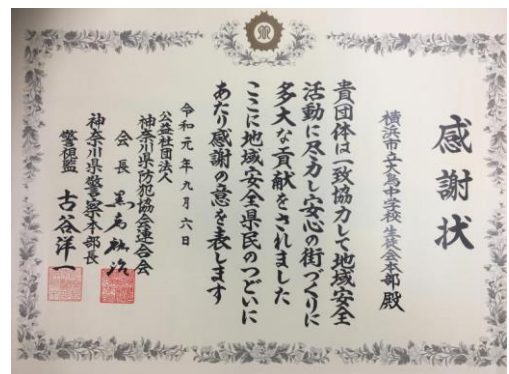 感謝状
横浜市立大鳥中学校 生徒会本部 殿
貴団体は一致協力して地域安全
活動に尽力し安心の街づくりに
多大な貢献をされました
ここに地域安全県民のつどいに
あたり感謝の意を表します
令和元年九月六日
公益社団法人
神奈川県防犯協会連合会
会長
神奈川県警察本部長
警視監 古谷洋一